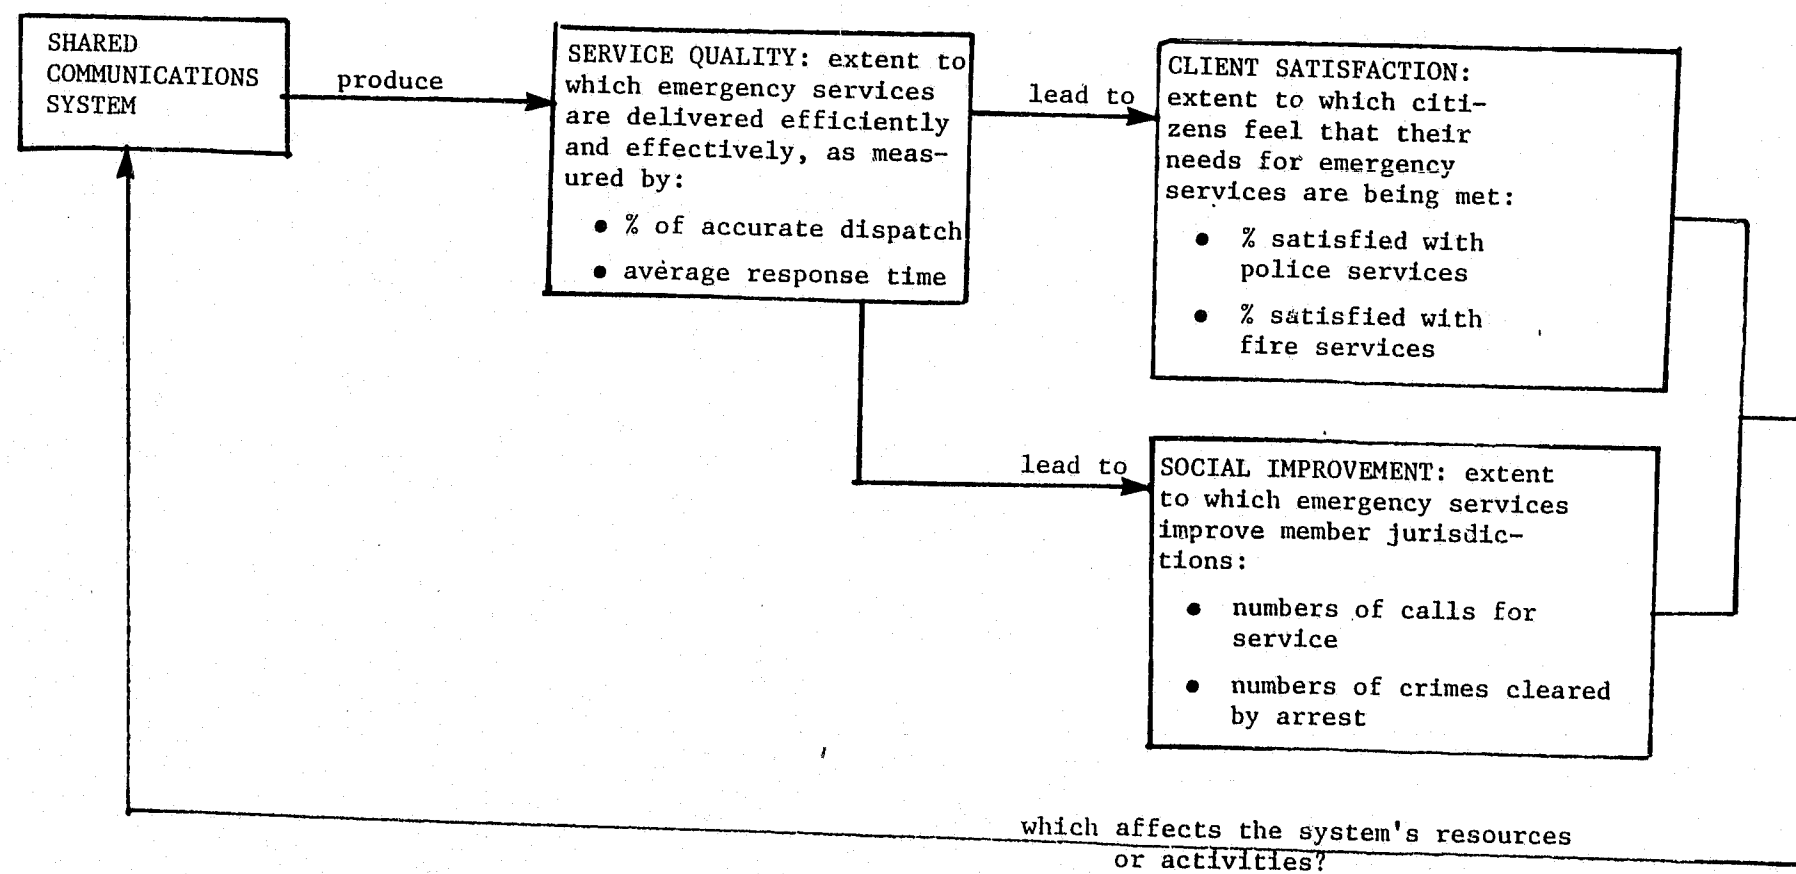 SHARED
COMMUNICATIONS
SYSTEM
produce
SERVICE QUALITY: extent to
which emergency services
are delivered efficiently
and effectively, as meas-
ured by:
• % of accurate dispatch
• average response time
lead to
CLIENT SATISFACTION:
extent to which citi-
zens feel that their
needs for emergency
services are being met:
• % satisfied with
police services
• % satisfied with
fire services
lead to
SOCIAL IMPROVEMENT: extent
to which emergency services
improve member jurisdic-
tions:
• numbers of calls for
service
• numbers of crimes cleared
by arrest
which affects the system's resources
or activities?